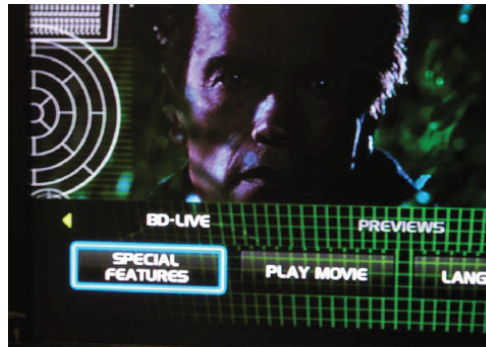 BD-LIVE
PREVIEWS
SPECIAL
FEATURES
PLAY MOVIE
LANG